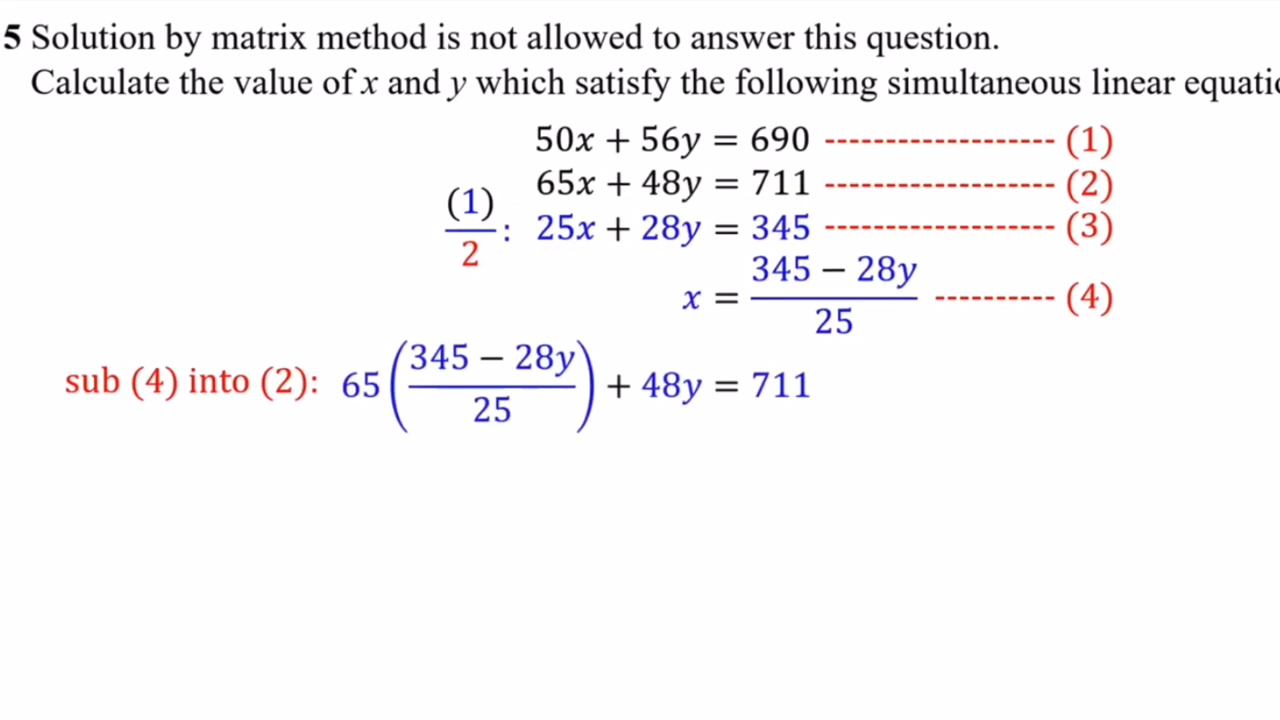 5 Solution by matrix method is not allowed to answer this question.
Calculate the value of x and y which satisfy the following simultaneous linear
50x + 56y = 690 ------------------- (1)
65x + 48y = 711 ------------------- (2)
(1)/2 : 25x + 28y = 345 ------------------- (3)
x = (345 − 28y)/25 ---------- (4)
sub (4) into (2): 65((345 − 28y)/25) + 48y = 711